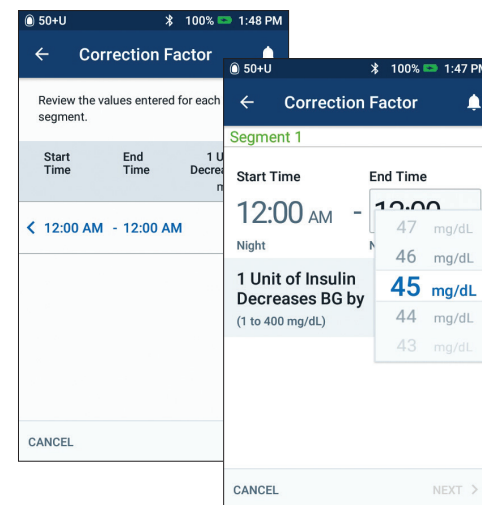 50+U 100% 1:48 PM
Correction Factor
Review the values entered for each
segment.
Start
Time
End
Time
1 U
12:00 AM - 12:00 AM
CANCEL
50+U 100% 1:47 PM
Correction Factor
Segment 1
Start Time End Time
12:00 AM - 12:00
Night
47 mg/dL
46 mg/dL
45 mg/dL
44 mg/dL
43 mg/dL
1 Unit of Insulin
Decreases BG by
(1 to 400 mg/dL)
CANCEL NEXT >